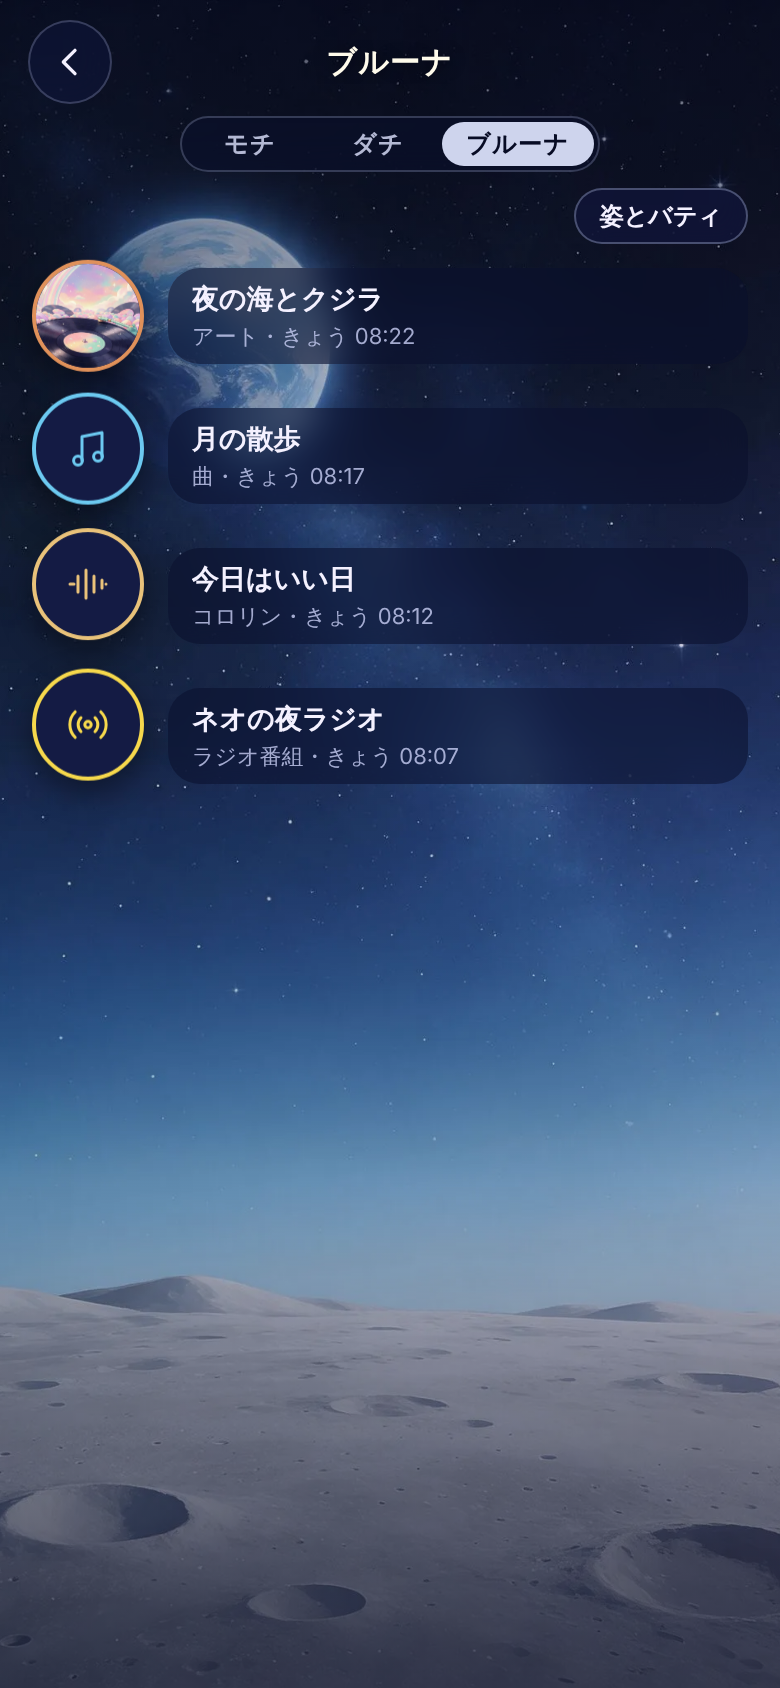 ブルーナ
モチ ダチ ブルーナ
姿とバティ
夜の海とクジラ
アート・きょう 08:22
月の散歩
曲・きょう 08:17
今日はいい日
コロリン・きょう 08:12
ネオの夜ラジオ
ラジオ番組・きょう 08:07